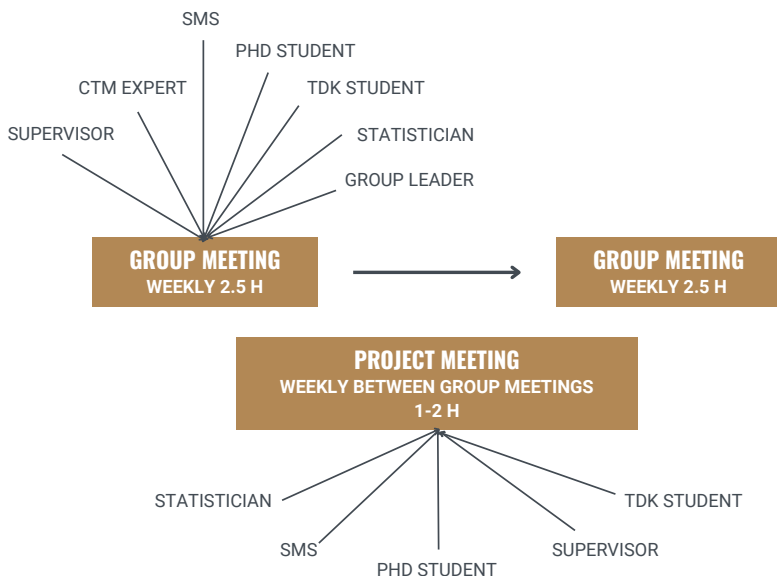 SMS
PHD STUDENT
CTM EXPERT
TDK STUDENT
SUPERVISOR
STATISTICIAN
GROUP LEADER
GROUP MEETING
WEEKLY 2.5 H
GROUP MEETING
WEEKLY 2.5 H
PROJECT MEETING
WEEKLY BETWEEN GROUP MEETINGS
1-2 H
STATISTICIAN
TDK STUDENT
SMS
SUPERVISOR
PHD STUDENT